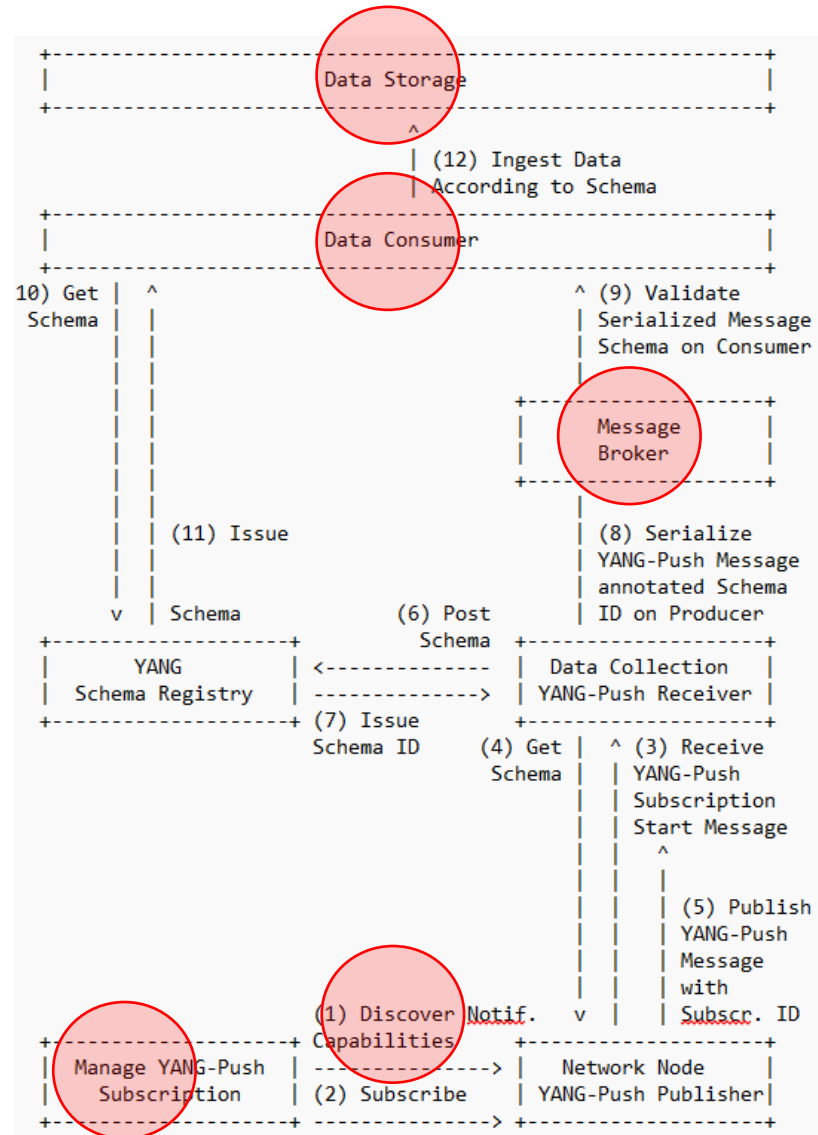 +--------------------------------------------------------+
| Data Storage |
+--------------------------------------------------------+
^
| (12) Ingest Data
| According to Schema
+--------------------------------------------------------+
| Data Consumer |
+--------------------------------------------------------+
10) Get | ^ ^ (9) Validate
Schema | | | Serialized Message
| | | Schema on Consumer
| | |
| | +-------------------+
| | | Message |
| | | Broker |
| | +-------------------+
| | |
| | (11) Issue | (8) Serialize
| | | YANG-Push Message
| | | annotated Schema
v | Schema (6) Post | ID on Producer
+-------------------+ Schema +-------------------+
| YANG | <-------------- | Data Collection |
| Schema Registry | --------------> | YANG-Push Receiver |
+-------------------+ (7) Issue +-------------------+
Schema ID (4) Get | ^ (3) Receive
Schema | | YANG-Push
| | Subscription
| | Start Message
| | ^
| | |
| | | (5) Publish
| | | YANG-Push
| | | Message
| | | with
(1) Discover Notif. v | | Subscr. ID
+-------------------+ Capabilities +-------------------+
| Manage YANG-Push | --------------> | Network Node |
| Subscription | (2) Subscribe | YANG-Push Publisher|
+-------------------+ --------------> +-------------------+